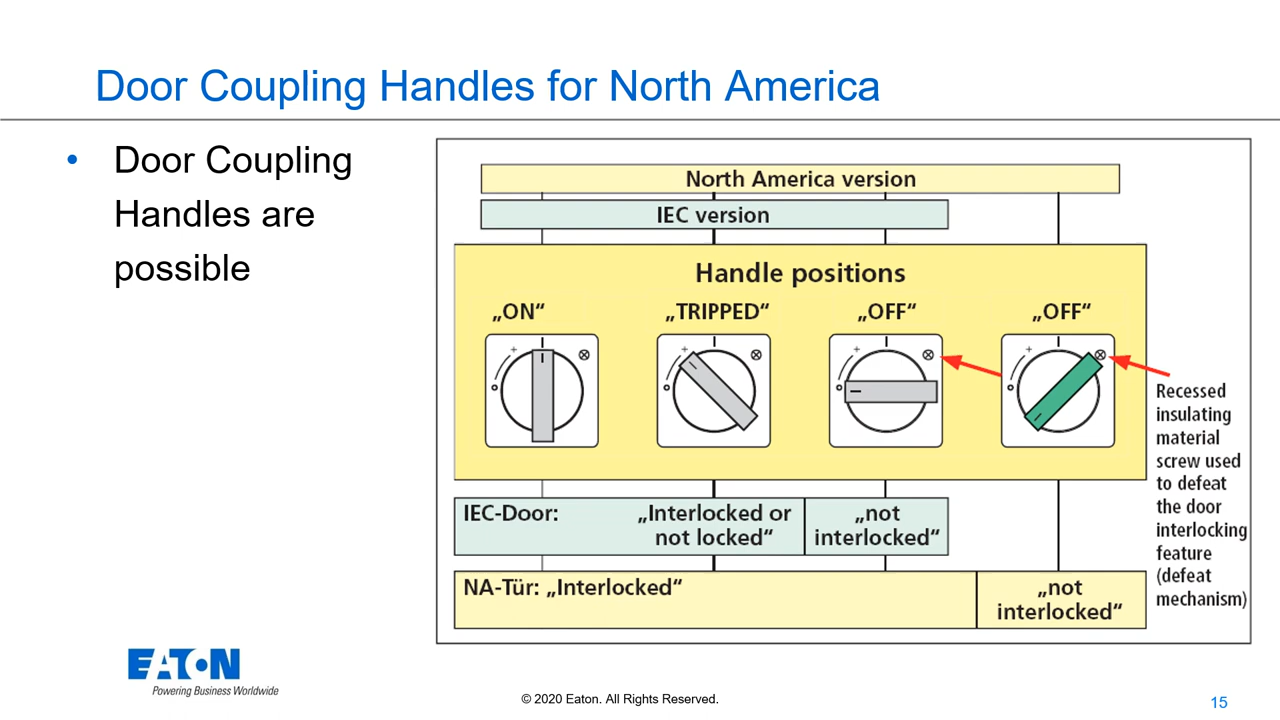 Door Coupling Handles for North America
• Door Coupling
Handles are
possible
North America version
IEC version
Handle positions
„ON“
„TRIPPED“
„OFF“
„OFF“
+
+
+
+
Recessed
insulating
material
screw used
to defeat
the door
interlocking
feature
(defeat
mechanism)
IEC-Door:
„Interlocked or
not locked“
„not
interlocked“
NA-Tür: „Interlocked“
„not
interlocked“
EATON
Powering Business Worldwide
© 2020 Eaton. All Rights Reserved.
15